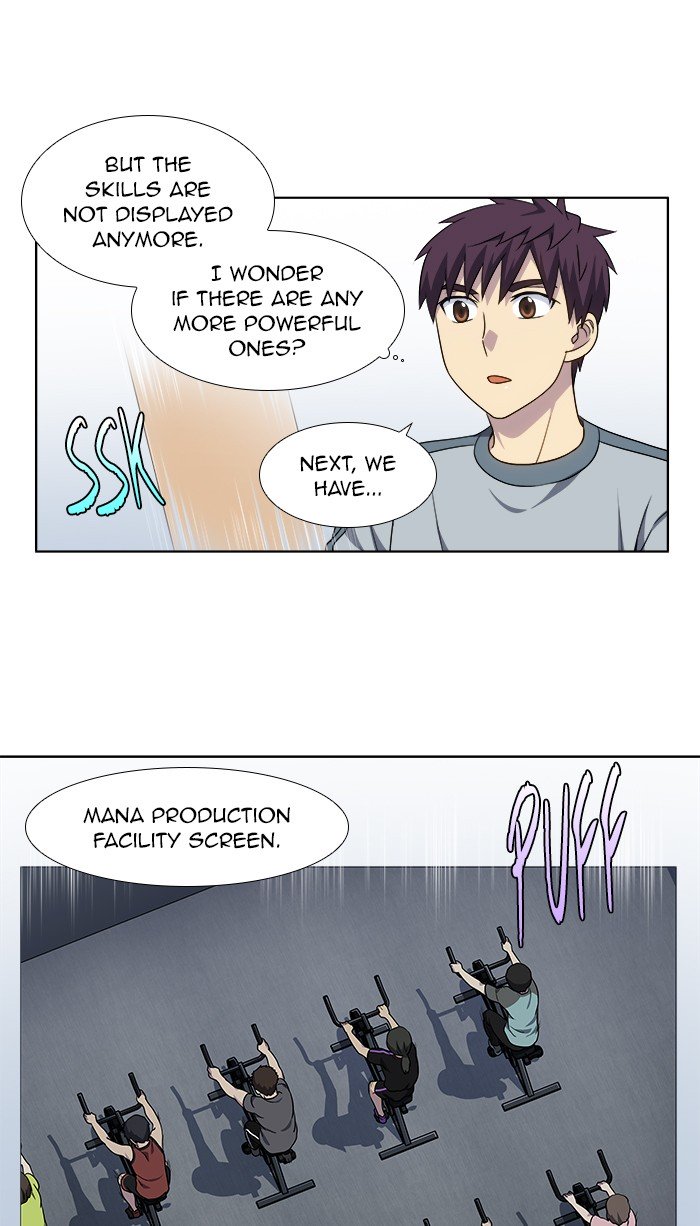 BUT THE
SKILLS ARE
NOT DISPLAYED
ANYMORE.
I WONDER
IF THERE ARE ANY
MORE POWERFUL
ONES?
SSK
NEXT, WE
HAVE...
MANA PRODUCTION
FACILITY SCREEN.
PUFF